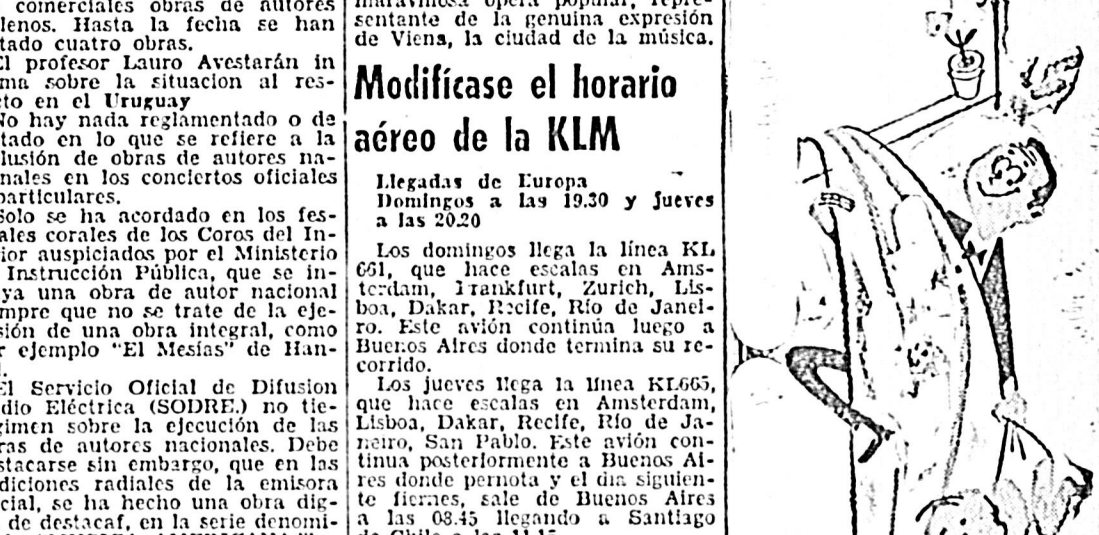 comerciales obras de autores
lenos. Hasta la fecha se han
tado cuatro obras.
El profesor Lauro Avestarán in
ma sobre la situacion al res-
cto en el Uruguay
No hay nada reglamentado o de
tado en lo que se refiere a la
lusión de obras de autores na-
nales en los conciertos oficiales
particulares.
Solo se ha acordado en los fes-
ales corales de los Coros del In-
ior auspiciados por el Ministerio
Instrucción Pública, que se in-
ya una obra de autor nacional
mpre que no se trate de la eje-
sión de una obra integral, como
r ejemplo "El Mesías" de Han-
l.
El Servicio Oficial de Difusion
dio Eléctrica (SODRE.) no tie-
gimen sobre la ejecución de las
ras de autores nacionales. Debe
stacarse sin embargo, que en las
diciones radiales de la emisora
cial, se ha hecho una obra dig-
de destacaf, en la serie denomi-
maravillosa opera popular, repre-
sentante de la genuina expresión
de Viena, la ciudad de la música.
Modifícase el horario
aéreo de la KLM
Llegadas de Europa
Domingos a las 19.30 y Jueves
a las 20.20
Los domingos llega la línea KL
661, que hace escalas en Ams-
terdam, Frankfurt, Zurich, Lis-
boa, Dakar, Recife, Río de Janei-
ro. Este avión continúa luego a
Buenos Aires donde termina su re-
corrido.
Los jueves llega la línea KL665,
que hace escalas en Amsterdam,
Lisboa, Dakar, Recife, Río de Ja-
neiro, San Pablo. Este avión con-
tinua posteriormente a Buenos Ai-
res donde pernota y el día siguien-
te fiernes, sale de Buenos Aires
a las 08.45 llegando a Santiago
de Chile a las 11.15